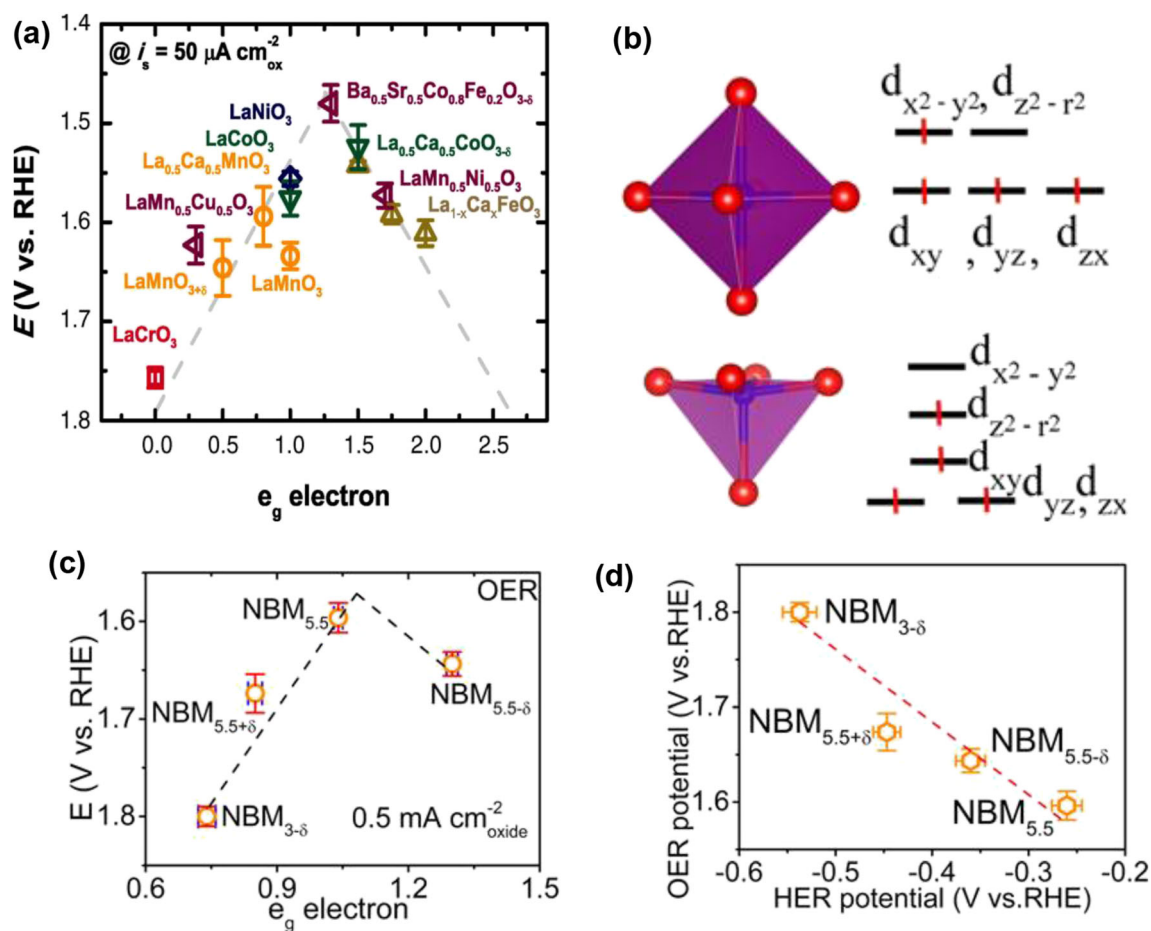 (a)
@ iₛ = 50 μA cm⁻²ox
E (V vs. RHE)
1.4
1.5
1.6
1.7
1.8
Ba0.5Sr0.5Co0.8Fe0.2O3-δ
LaNiO3
LaCoO3
La0.5Ca0.5CoO3-δ
La0.5Ca0.5MnO3
LaMn0.5Ni0.5O3
LaMn0.5Cu0.5O3
La1-xCaxFeO3
LaMnO3+δ
LaMnO3
LaCrO3
0.0 0.5 1.0 1.5 2.0 2.5
eg electron
(b)
dx² - y², dz² - r²
dxy, dyz, dzx
dx² - y²
dz² - r²
dxy
dyz, dzx
(c)
OER
E (V vs. RHE)
1.6
1.7
1.8
NBM5.5
NBM5.5+δ
NBM5.5-δ
NBM3-δ
0.5 mA cm⁻²oxide
0.6 0.9 1.2 1.5
eg electron
(d)
OER potential (V vs.RHE)
1.8
1.7
1.6
NBM3-δ
NBM5.5+δ
NBM5.5-δ
NBM5.5
-0.6 -0.5 -0.4 -0.3 -0.2
HER potential (V vs.RHE)